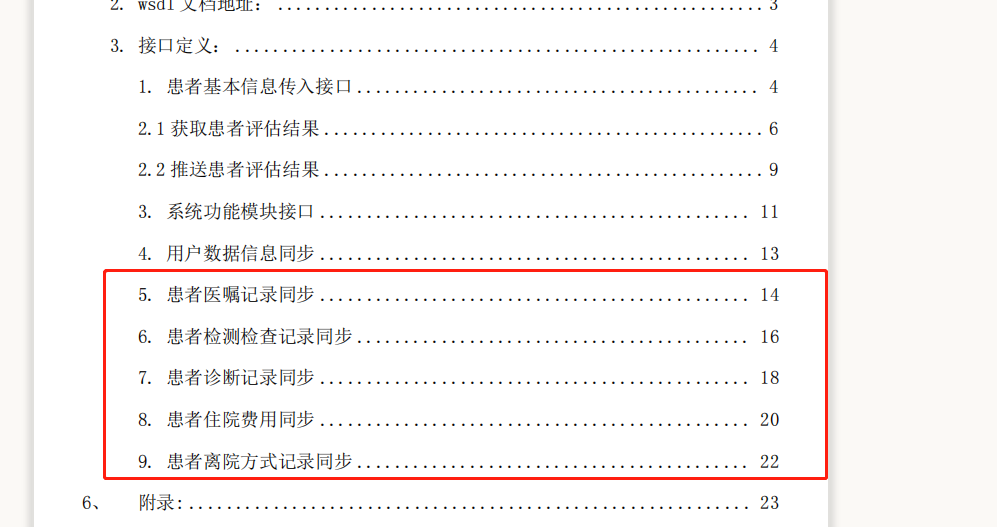 2. wsdl 文档地址: .......................................... 3
3. 接口定义: ............................................. 4
1. 患者基本信息传入接口........................................... 4
2.1 获取患者评估结果...............................................6
2.2 推送患者评估结果...............................................9
3. 系统功能模块接口.............................................. 11
4. 用户数据信息同步.............................................. 13
5. 患者医嘱记录同步.............................................. 14
6. 患者检测检查记录同步.......................................... 16
7. 患者诊断记录同步.............................................. 18
8. 患者住院费用同步.............................................. 20
9. 患者离院方式记录同步.......................................... 22
6、 附录:............................................................ 23